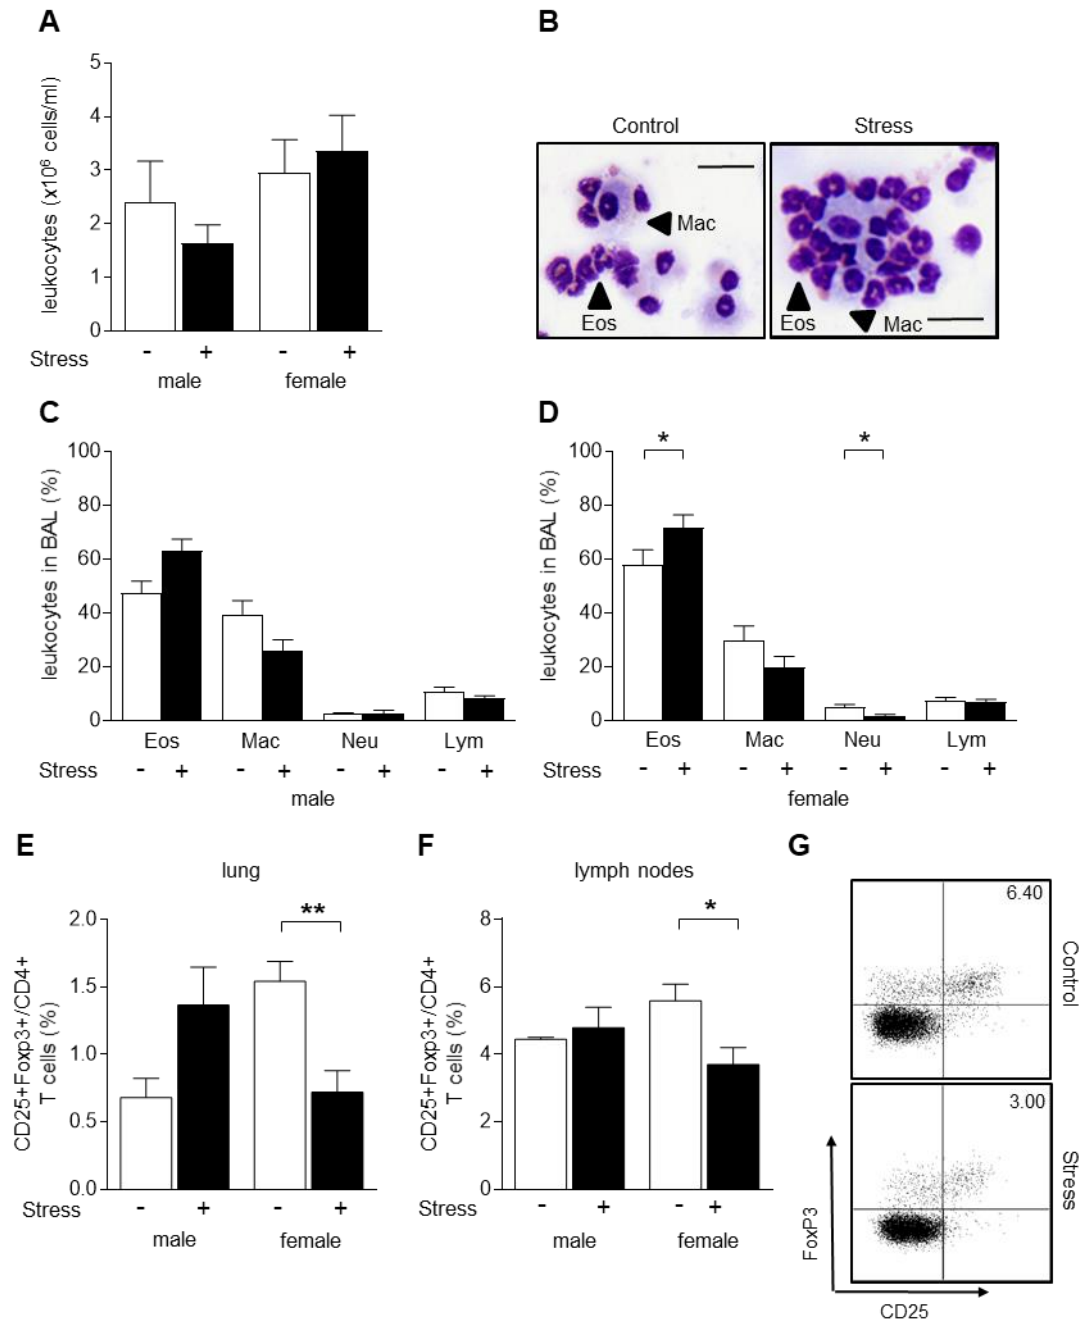 A
leukocytes (x10⁶ cells/ml)
5
4
3
2
1
0
Stress
- + - +
male female
B
Control Stress
Mac
Eos
Eos Mac
C
leukocytes in BAL (%)
100
80
60
40
20
0
Eos Mac Neu Lym
Stress - + - + - + - +
male
D
* *
leukocytes in BAL (%)
100
80
60
40
20
0
Eos Mac Neu Lym
Stress - + - + - + - +
female
E
lung
**
CD25+Foxp3+/CD4+
T cells (%)
2.0
1.5
1.0
0.5
0.0
Stress - + - +
male female
F
lymph nodes
*
CD25+Foxp3+/CD4+
T cells (%)
8
6
4
2
0
Stress - + - +
male female
G
6.40
Control
3.00
Stress
FoxP3
CD25